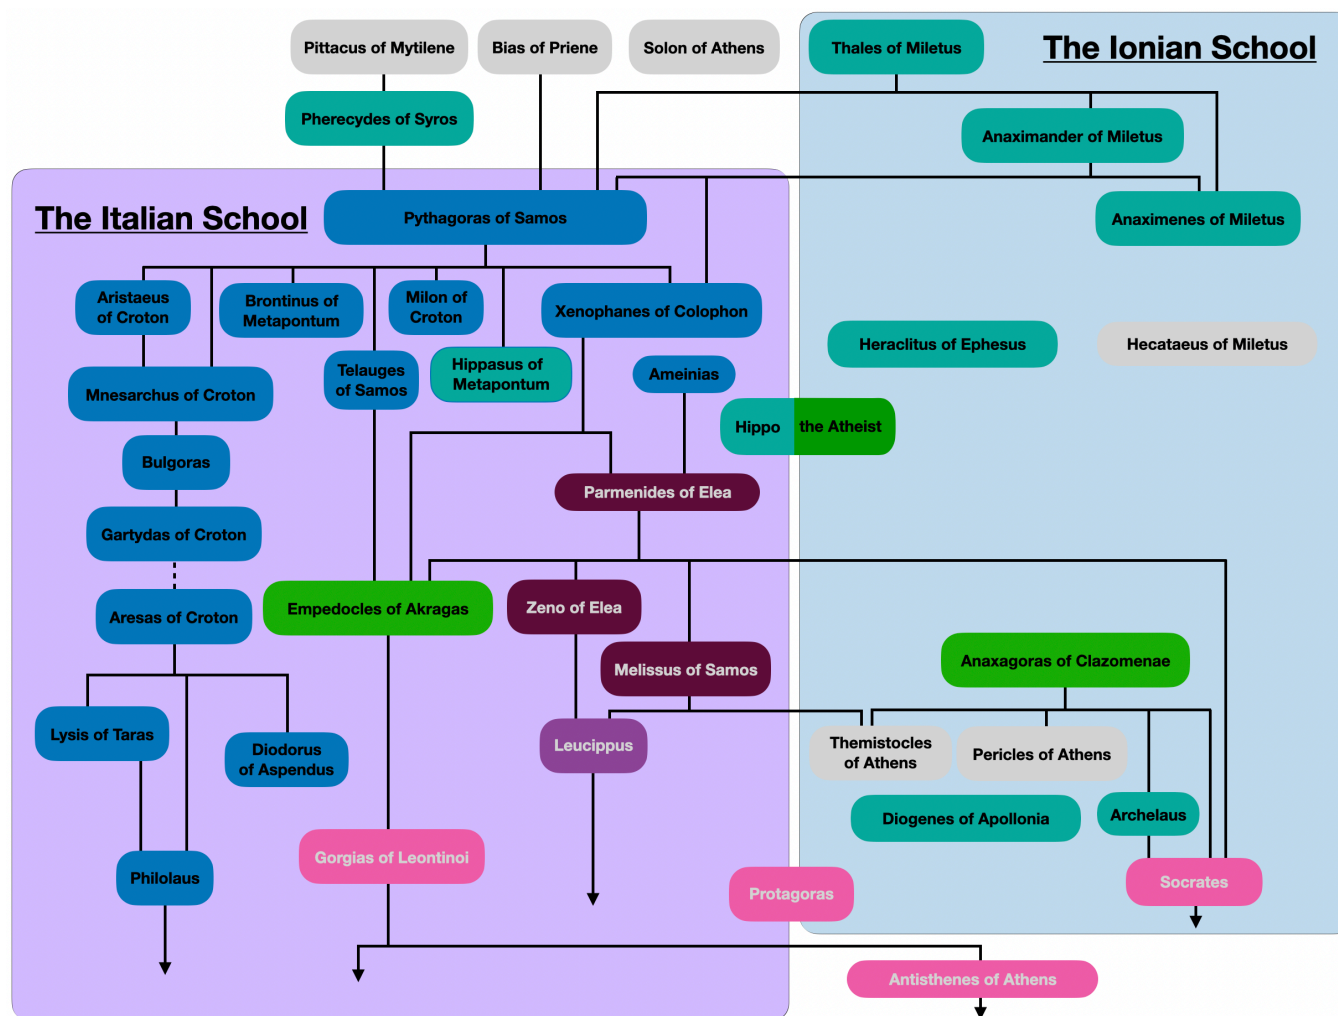 Pittacus of Mytilene
Bias of Priene
Solon of Athens
Thales of Miletus
The Ionian School
Pherecydes of Syros
Anaximander of Miletus
The Italian School
Pythagoras of Samos
Anaximenes of Miletus
Aristaeus
of Croton
Brontinus of
Metapontum
Milon of
Croton
Xenophanes of Colophon
Heraclitus of Ephesus
Hecataeus of Miletus
Mnesarchus of Croton
Telauges
of Samos
Hippasus of
Metapontum
Ameinias
Hippo the Atheist
Bulgoras
Parmenides of Elea
Gartydas of Croton
Aresas of Croton
Empedocles of Akragas
Zeno of Elea
Melissus of Samos
Anaxagoras of Clazomenae
Lysis of Taras
Diodorus
of Aspendus
Leucippus
Themistocles
of Athens
Pericles of Athens
Diogenes of Apollonia
Archelaus
Gorgias of Leontinoi
Philolaus
Protagoras
Socrates
Antisthenes of Athens